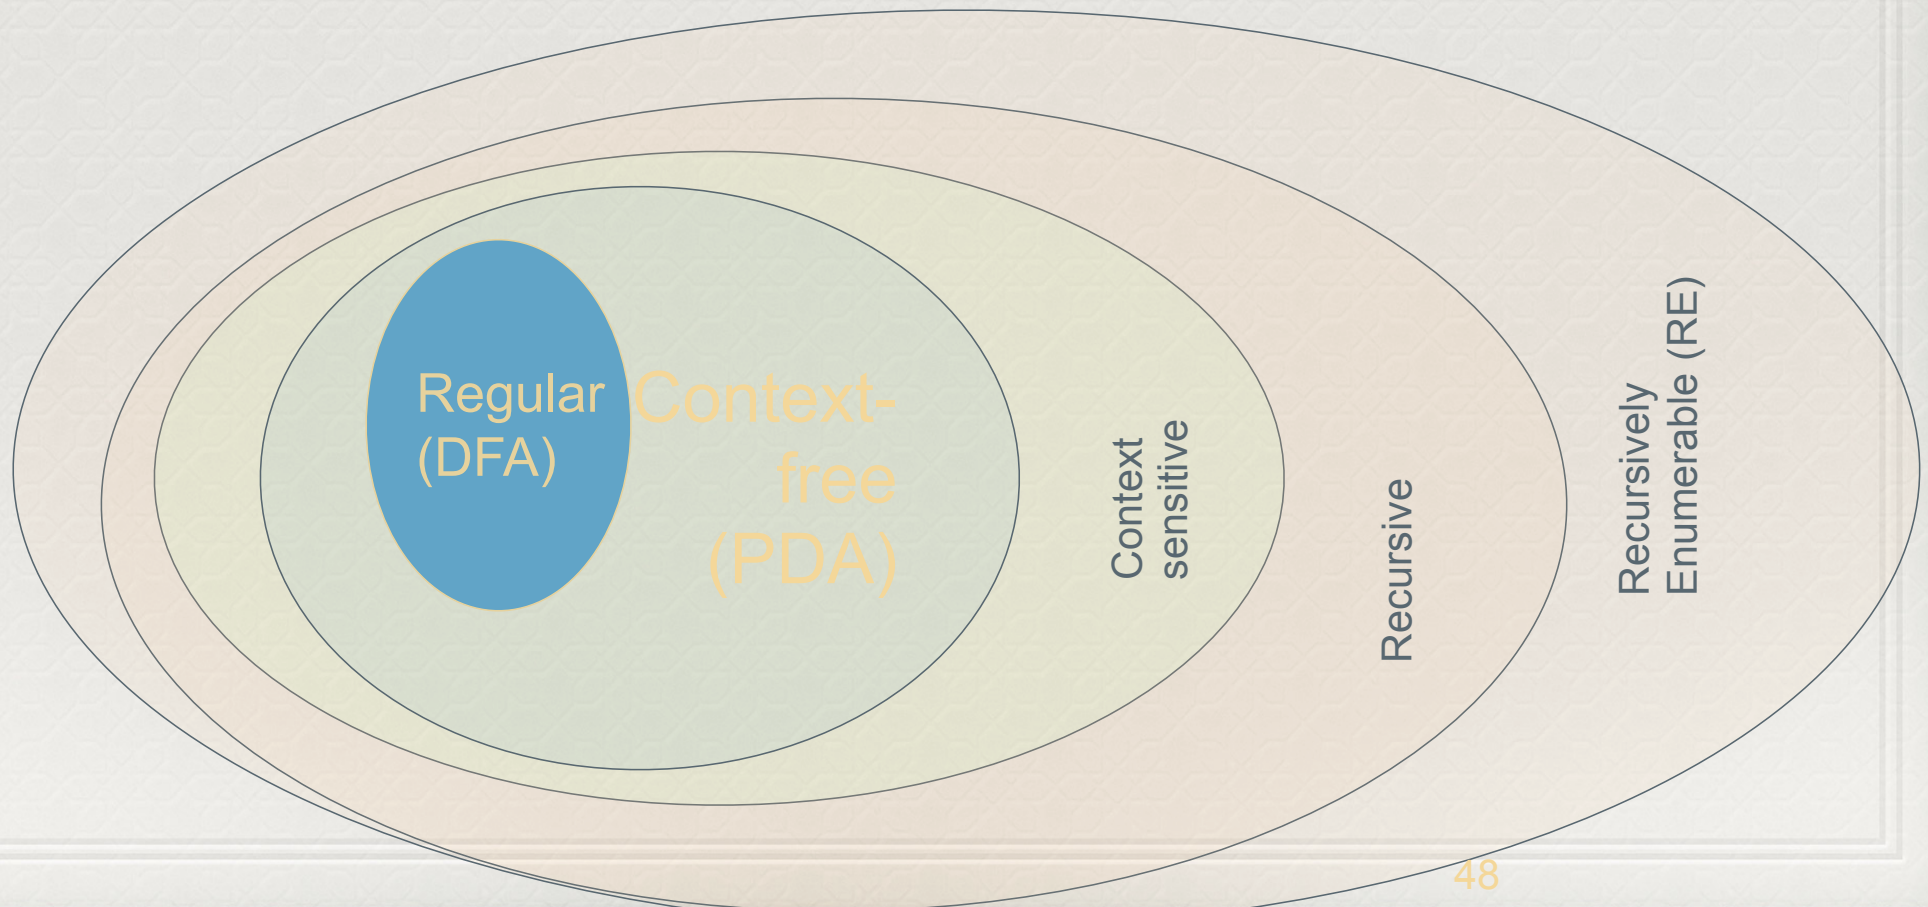 Regular
(DFA)
Context-
free
(PDA)
Context
sensitive
Recursive
Recursively
Enumerable (RE)
48